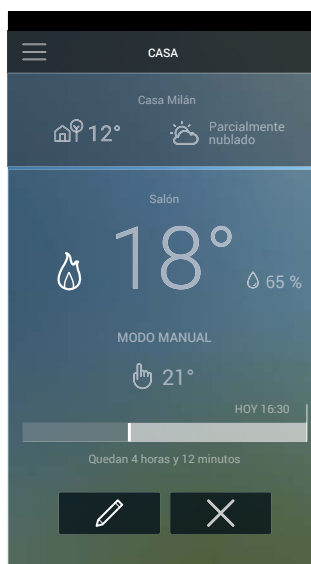 CASA
Casa Milán
12°
Parcialmente
nublado
Salón
18°
65 %
MODO MANUAL
21°
HOY 16:30
Quedan 4 horas y 12 minutos